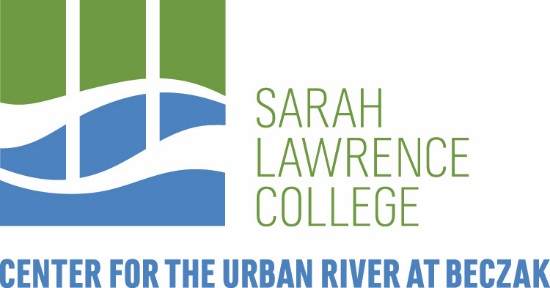 SARAH
LAWRENCE
COLLEGE
CENTER FOR THE URBAN RIVER AT BECZAK